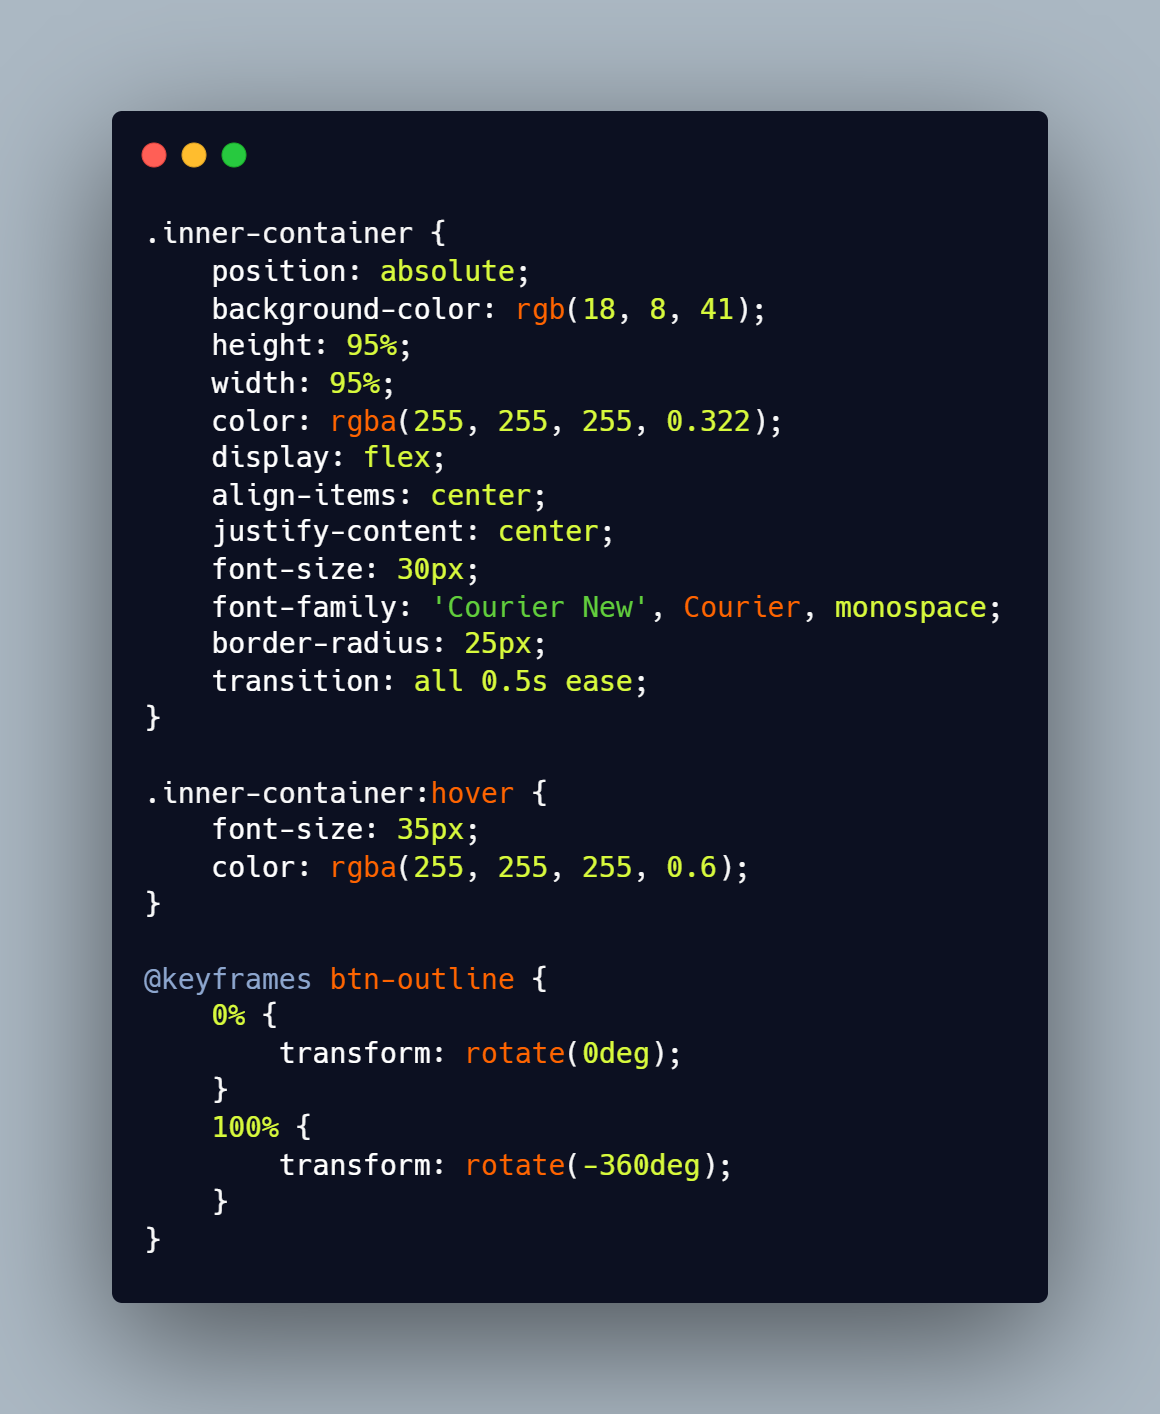 .inner-container {
    position: absolute;
    background-color: rgb(18, 8, 41);
    height: 95%;
    width: 95%;
    color: rgba(255, 255, 255, 0.322);
    display: flex;
    align-items: center;
    justify-content: center;
    font-size: 30px;
    font-family: 'Courier New', Courier, monospace;
    border-radius: 25px;
    transition: all 0.5s ease;
}

.inner-container:hover {
    font-size: 35px;
    color: rgba(255, 255, 255, 0.6);
}

@keyframes btn-outline {
    0% {
        transform: rotate(0deg);
    }
    100% {
        transform: rotate(-360deg);
    }
}